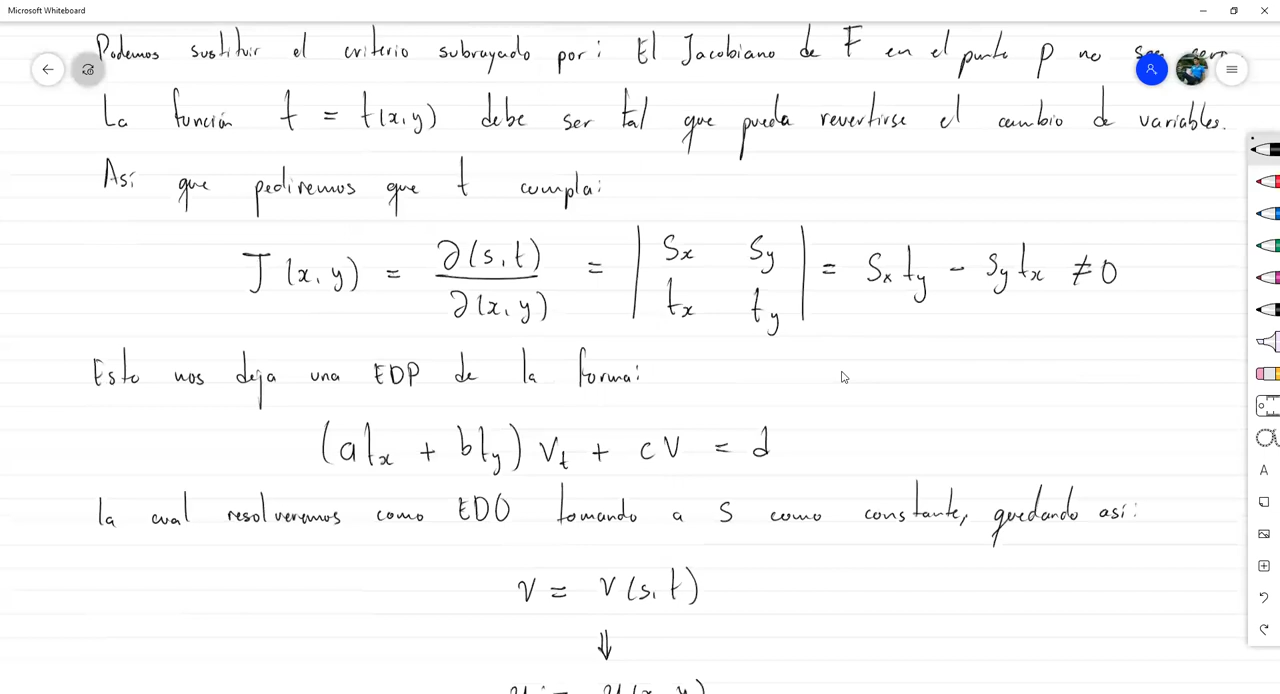 Microsoft Whiteboard
Podemos sustituir el criterio subrayado por: El Jacobiano de F en el punto p no sea cero
La función t = t(x,y) debe ser tal que pueda revertirse el cambio de variables.
Así que pediremos que t cumpla:
J(x,y) = ∂(s,t)/∂(x,y) = | Sx Sy ; tx ty | = Sx ty - Sy tx ≠ 0
Esto nos deja una EDP de la forma:
(atx + bty) Vt + cV = d
la cual resolveremos como EDO tomando a S como constante, quedando así:
V = V(s,t)
⇓
u = u(x,y)
A